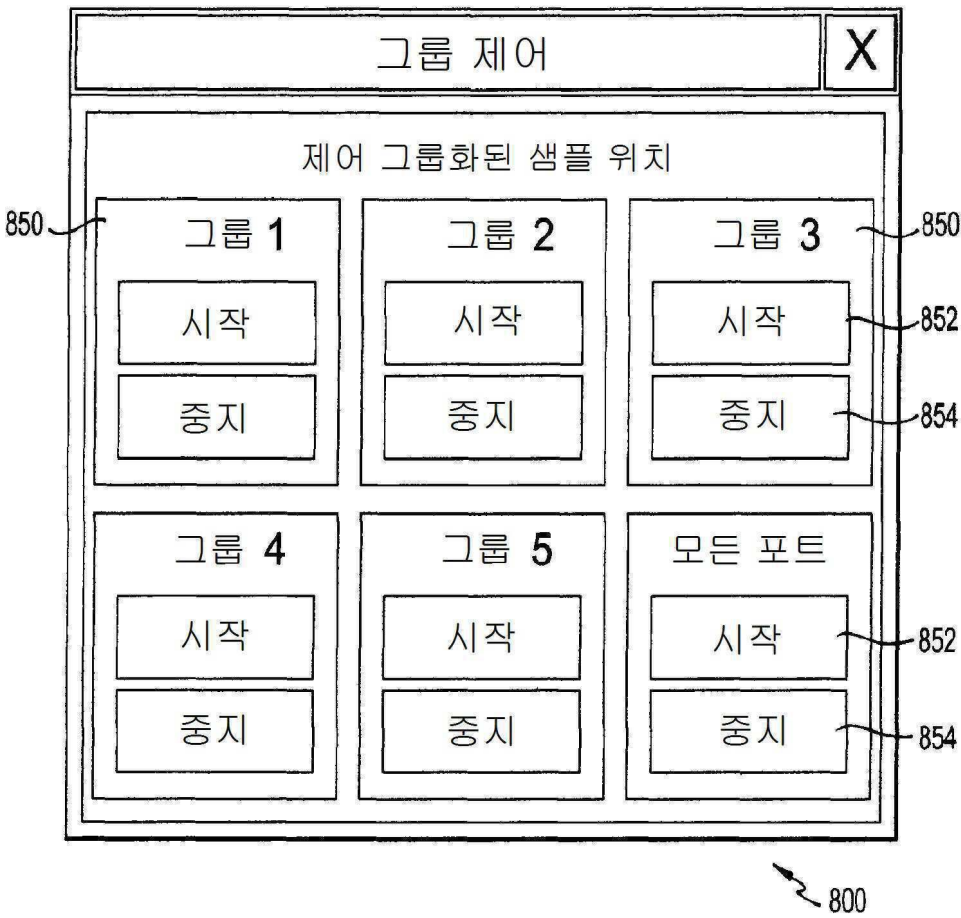 그룹 제어 X
제어 그룹화된 샘플 위치
850 그룹 1 그룹 2 그룹 3 850
시작 시작 시작 852
중지 중지 중지 854
그룹 4 그룹 5 모든 포트
시작 시작 시작 852
중지 중지 중지 854
800